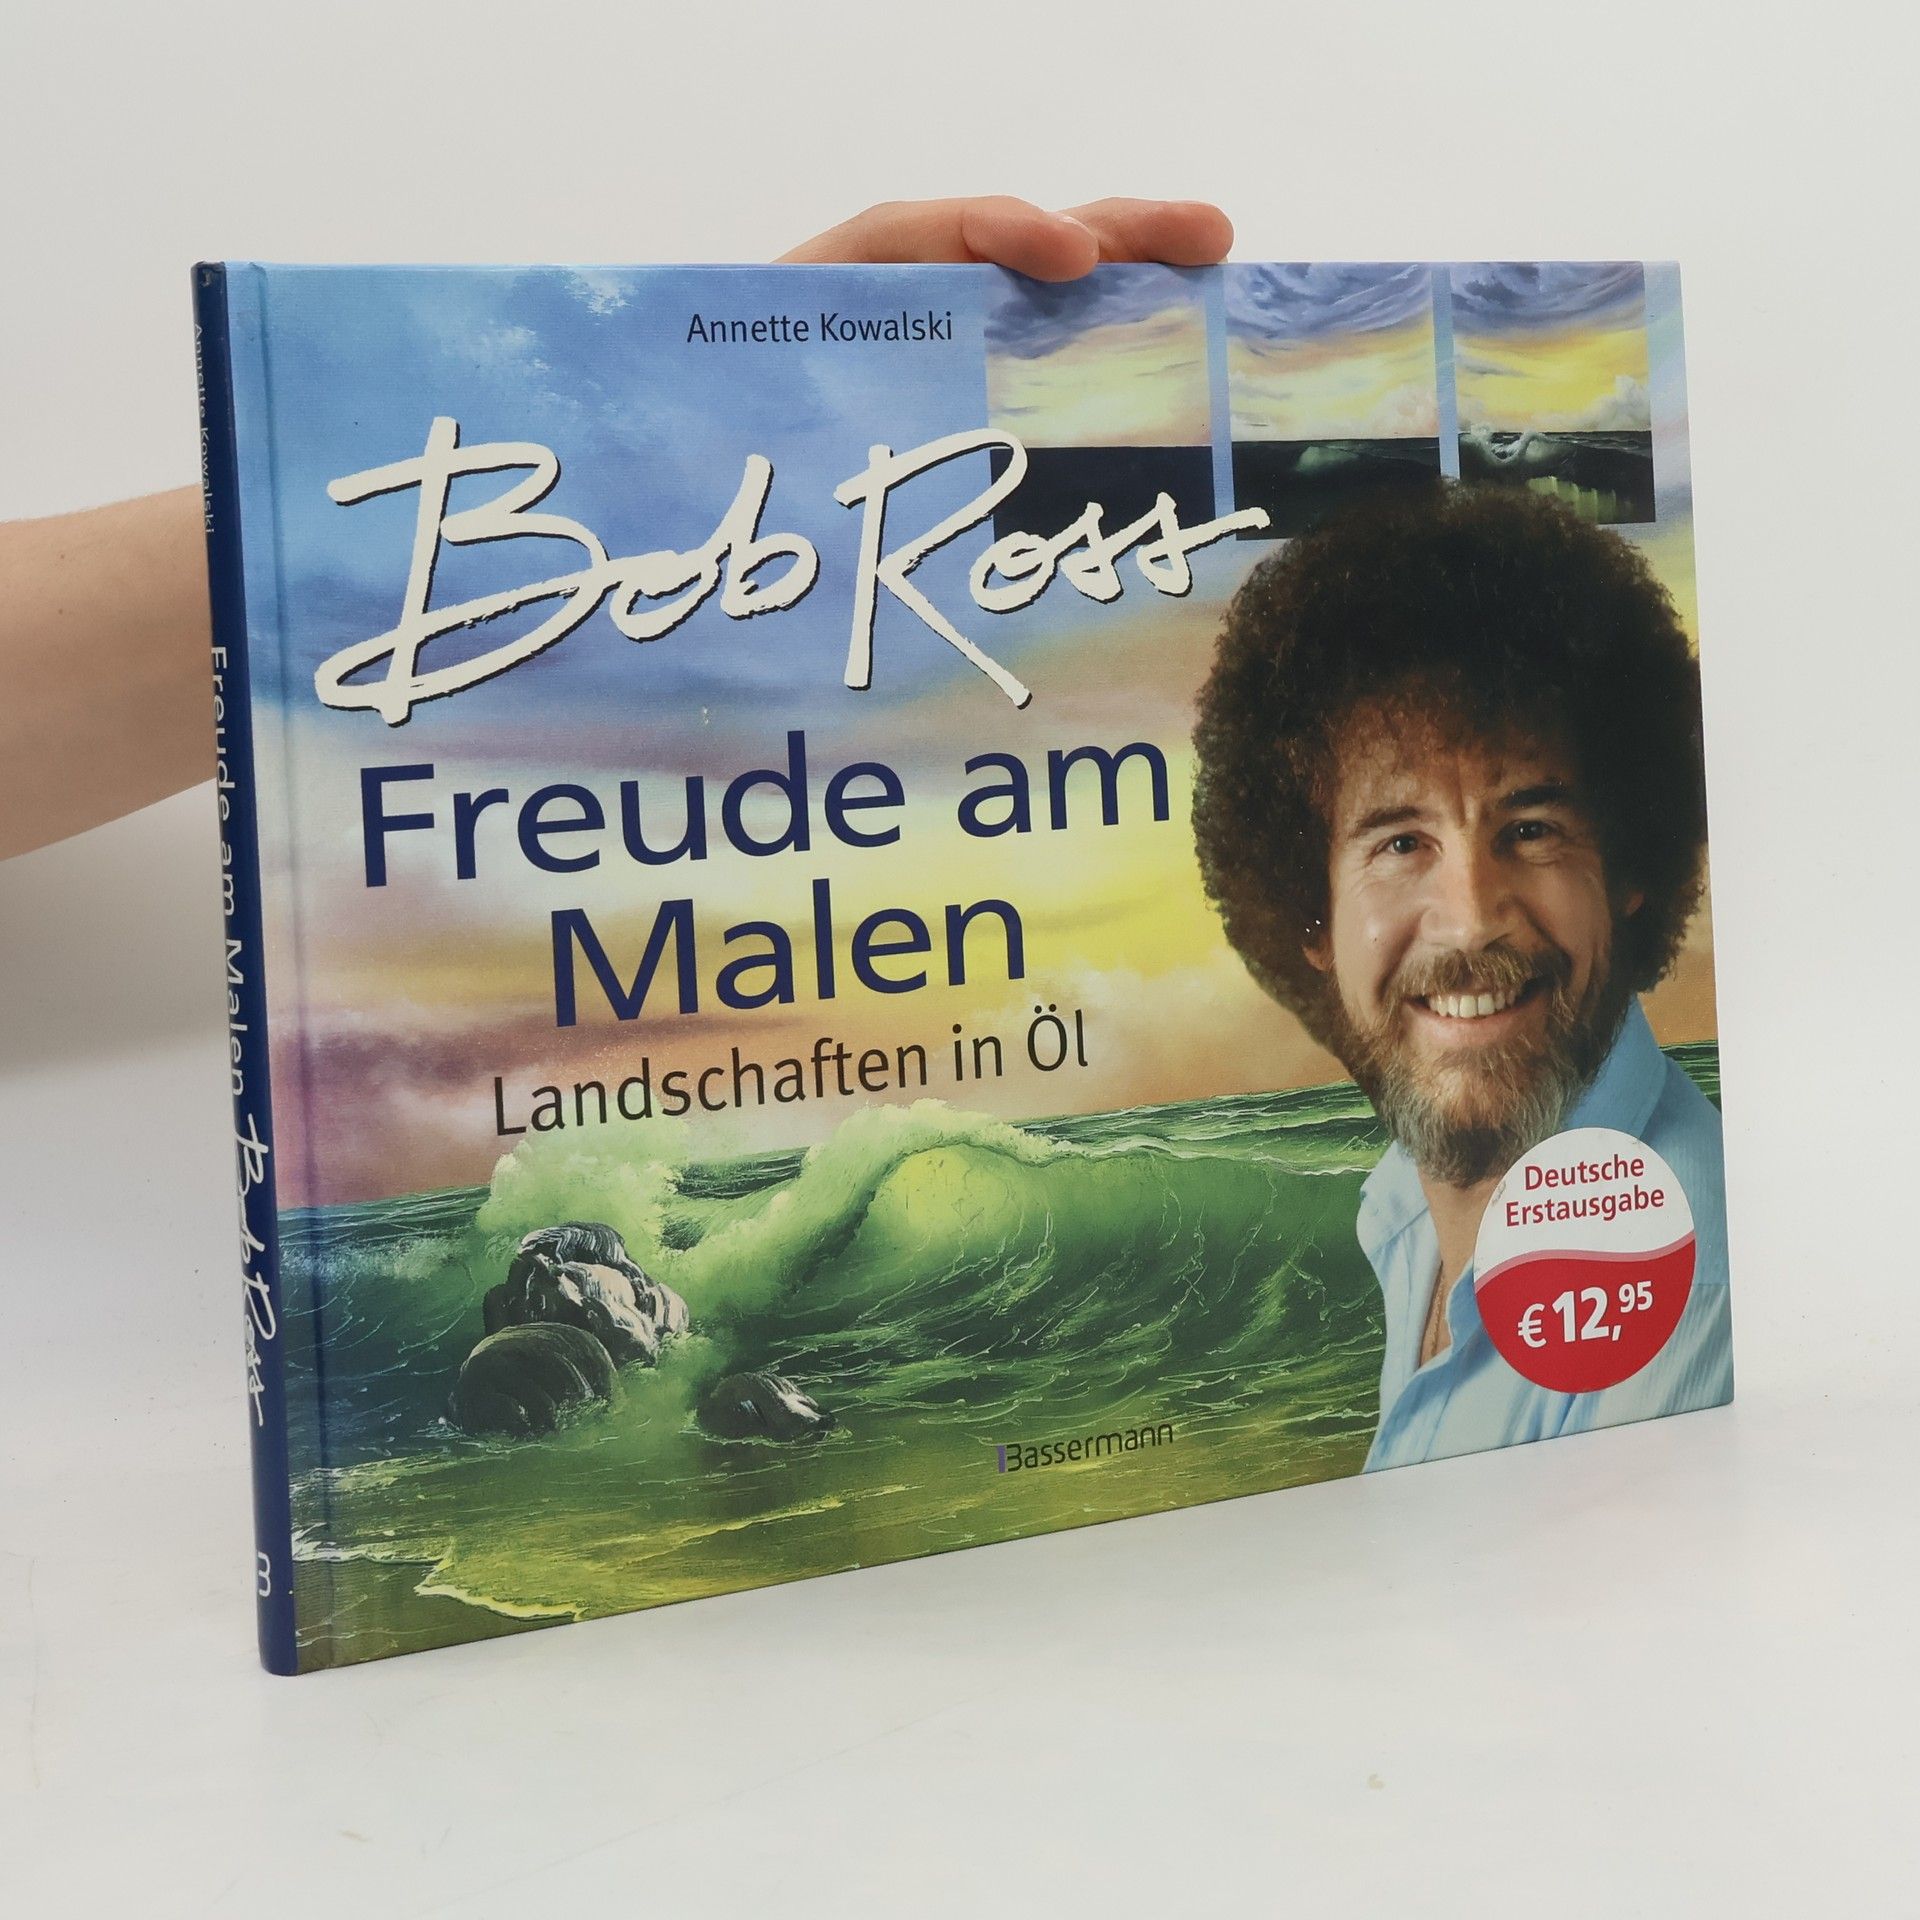 Annette Kowalski
Bob Ross
Freude am
Malen
Landschaften in Öl
Deutsche
Erstausgabe
€ 12,95
Bassermann
Annette Kowalski Freude am Malen Bob Ross m